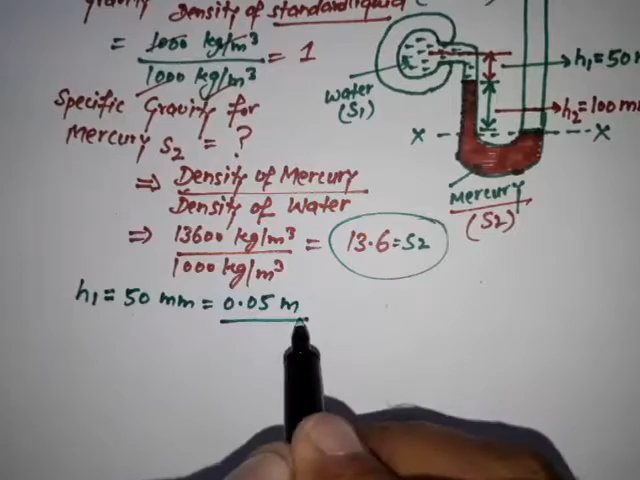 gravity Density of standard liquid
= 1000 kg/m³ / 1000 kg/m³ = 1
Specific Gravity for
Mercury S₂ = ?
⇒ Density of Mercury
Density of Water
⇒ 13600 kg/m³ / 1000 kg/m³ = 13.6 = S₂
h₁ = 50 mm = 0.05 m
Water
(S₁)
h₁ = 50
h₂ = 100 m
X X
Mercury
(S₂)